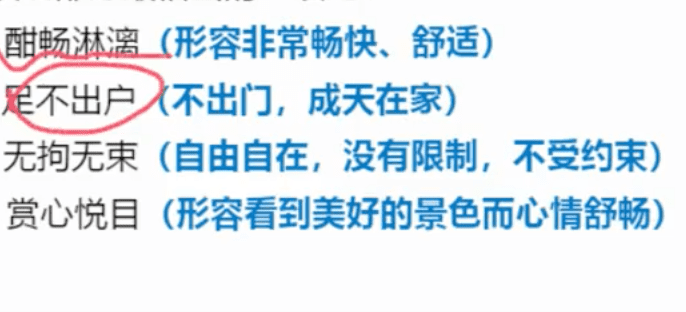 酣畅淋漓（形容非常畅快、舒适）
足不出户（不出门，成天在家）
无拘无束（自由自在，没有限制，不受约束）
赏心悦目（形容看到美好的景色而心情舒畅）